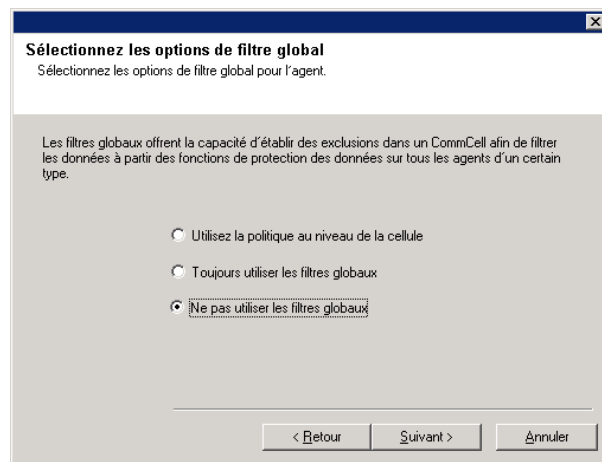 Sélectionnez les options de filtre global
Sélectionnez les options de filtre global pour l'agent.
Les filtres globaux offrent la capacité d'établir des exclusions dans un CommCell afin de filtrer
les données à partir des fonctions de protection des données sur tous les agents d'un certain
type.
Utilisez la politique au niveau de la cellule
Toujours utiliser les filtres globaux
Ne pas utiliser les filtres globaux
< Retour
Suivant >
Annuler